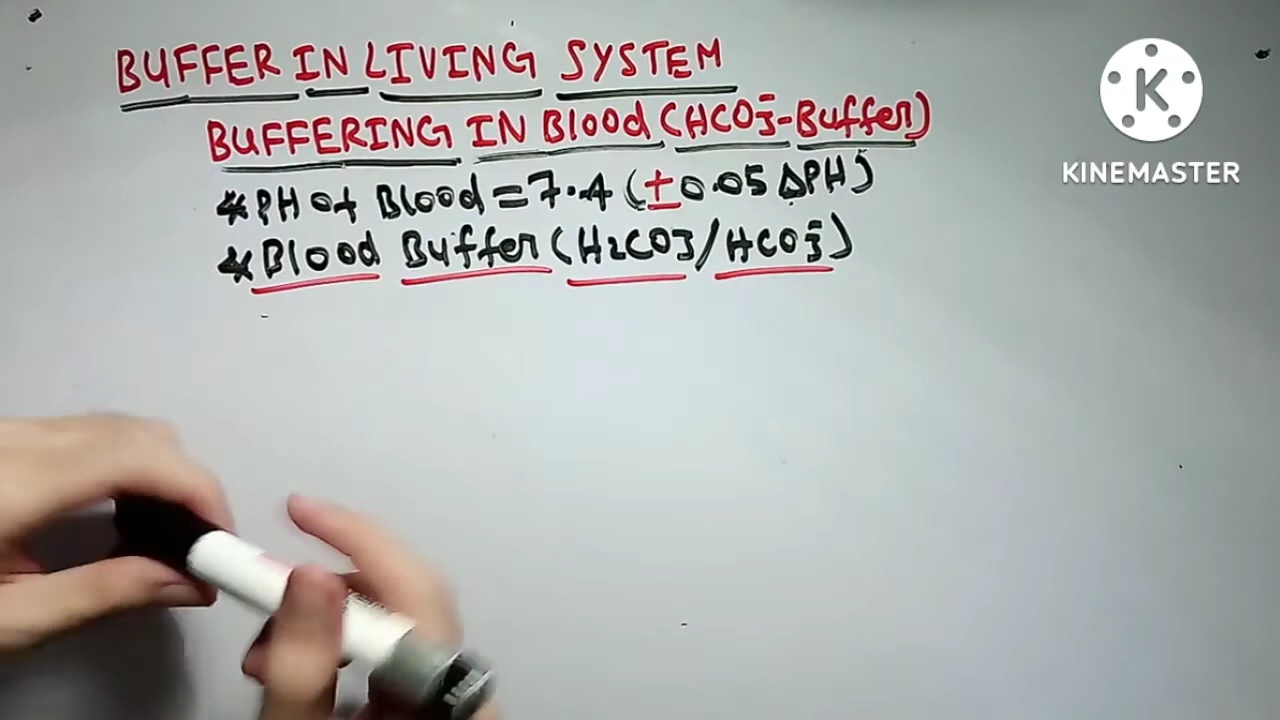 BUFFER IN LIVING SYSTEM
BUFFERING IN Blood (HCO3⁻-Buffer)
*PH of Blood = 7.4 (±0.05 ΔPH)
*Blood Buffer (H2CO3/HCO3⁻)
K
KINEMASTER